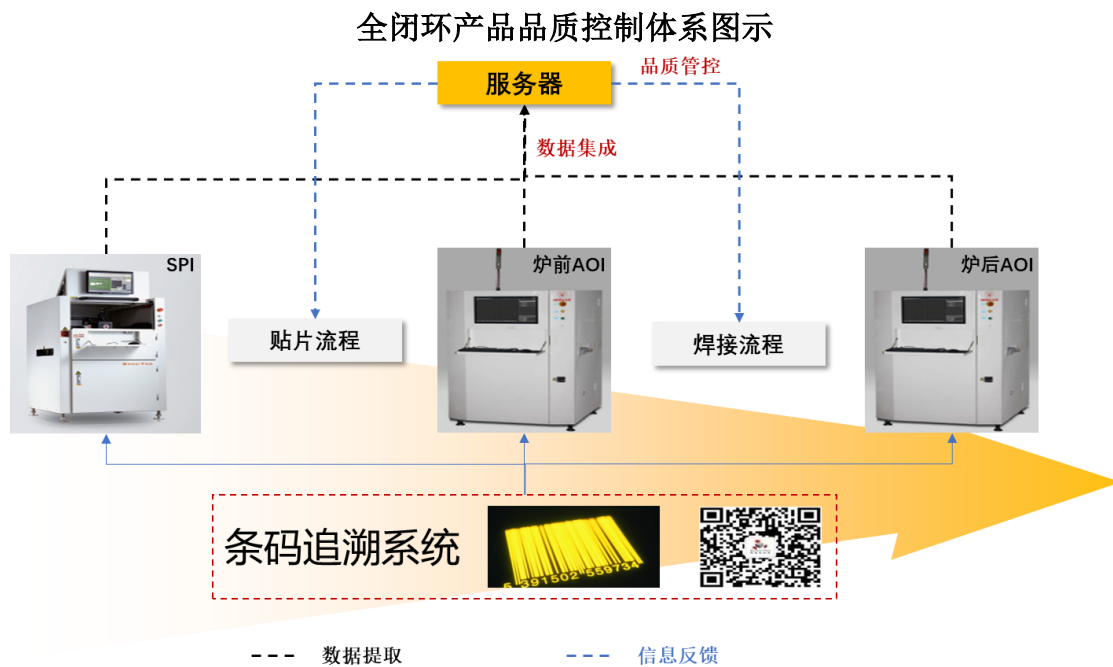 全闭环产品品质控制体系图示
服务器
品质管控
数据集成
SPI
炉前AOI
炉后AOI
贴片流程
焊接流程
条码追溯系统
5 391502 559734
数据提取
信息反馈